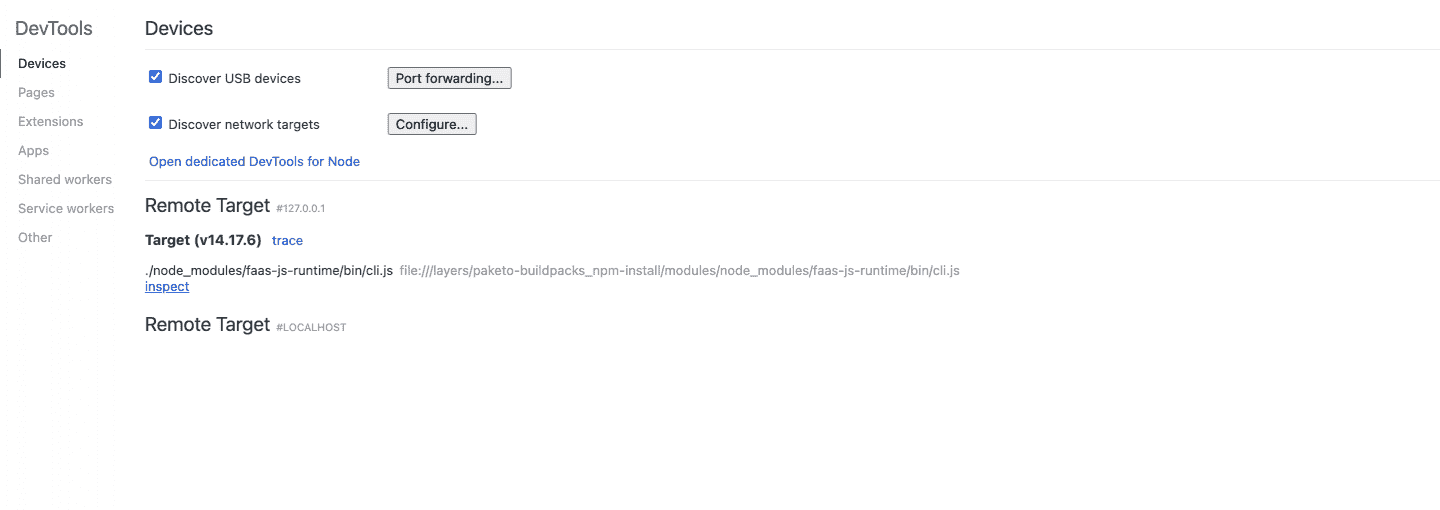 DevTools
Devices
Pages
Extensions
Apps
Shared workers
Service workers
Other
Devices
Discover USB devices Port forwarding...
Discover network targets Configure...
Open dedicated DevTools for Node
Remote Target #127.0.0.1
Target (v14.17.6) trace
./node_modules/faas-js-runtime/bin/cli.js file:///layers/paketo-buildpacks_npm-install/modules/node_modules/faas-js-runtime/bin/cli.js
inspect
Remote Target #LOCALHOST